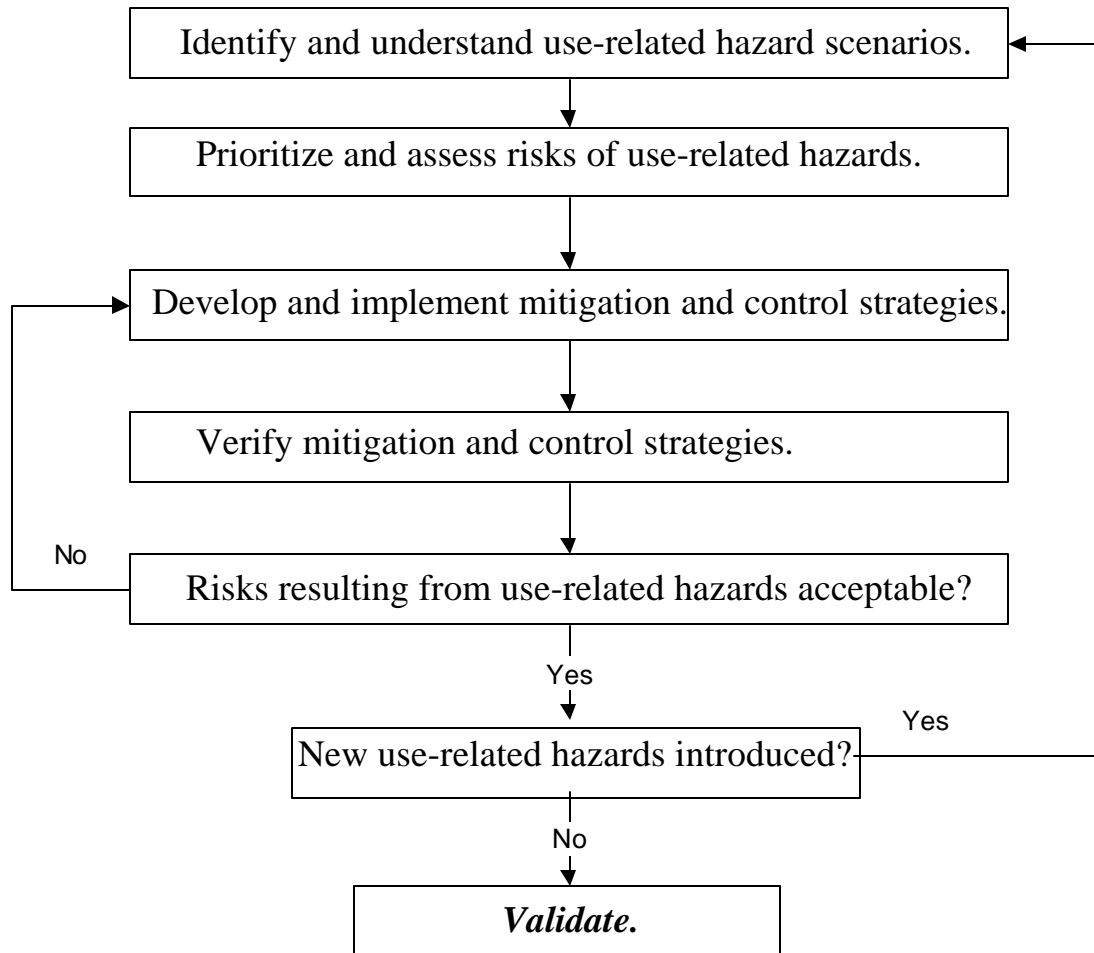 Identify and understand use-related hazard scenarios.
Prioritize and assess risks of use-related hazards.
Develop and implement mitigation and control strategies.
Verify mitigation and control strategies.
No
Risks resulting from use-related hazards acceptable?
Yes
Yes
New use-related hazards introduced?
No
Validate.